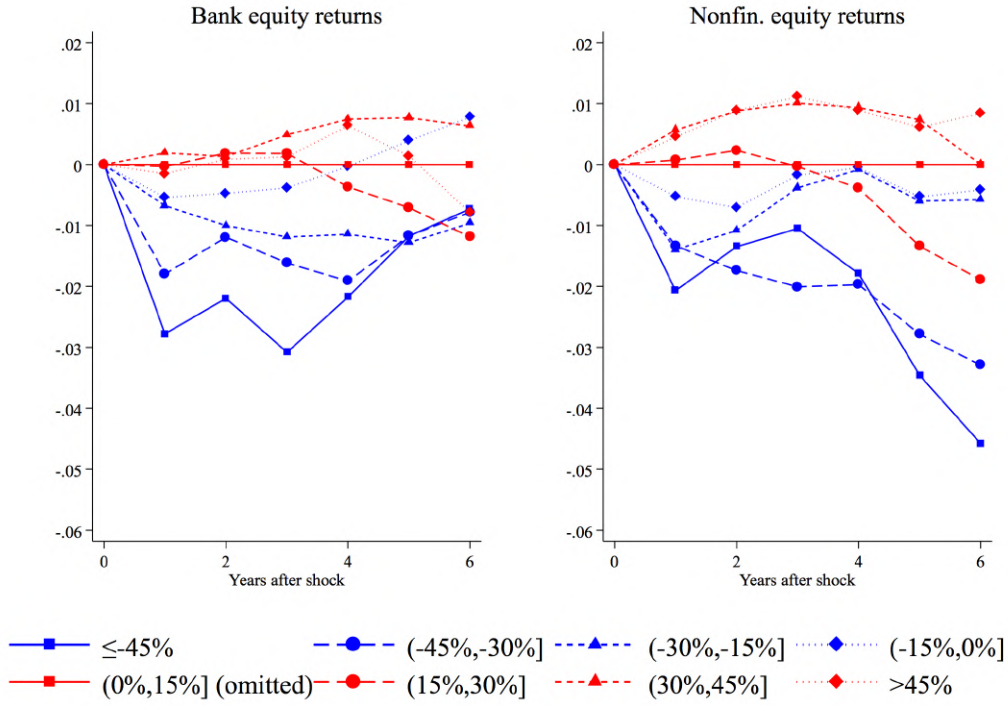 Bank equity returns
Nonfin. equity returns
.02
.01
0
-.01
-.02
-.03
-.04
-.05
-.06
0 2 4 6
Years after shock
.02
.01
0
-.01
-.02
-.03
-.04
-.05
-.06
0 2 4 6
Years after shock
≤-45% (-45%,-30%] (-30%,-15%] (-15%,0%]
(0%,15%] (omitted) (15%,30%] (30%,45%] >45%